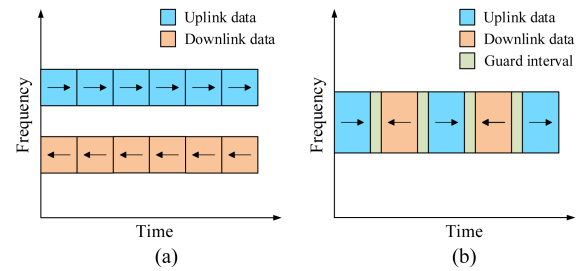 Uplink data
Downlink data
Frequency
Time
(a)
Uplink data
Downlink data
Guard interval
Frequency
Time
(b)